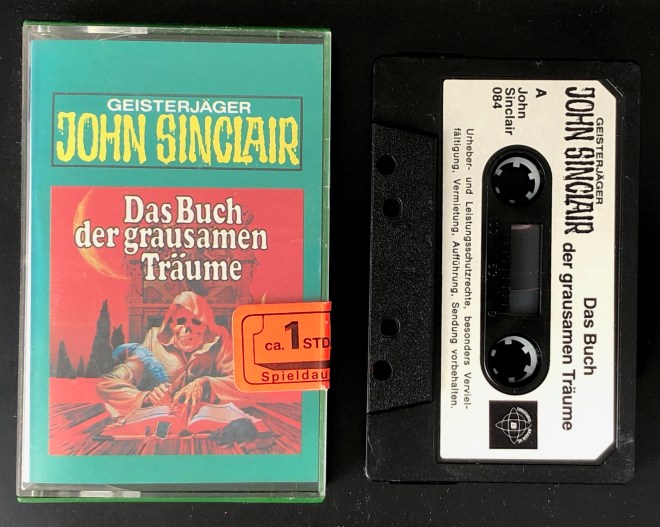 GEISTERJÄGER
JOHN SINCLAIR
Das Buch
der grausamen
Träume
ca. 1 STD.
Spieldau
GEISTERJÄGER
JOHN SINCLAIR
Das Buch
der grausamen Träume
A
John
Sinclair
084
Urheber- und Leistungsschutzrechte, besonders Verviel-
fältigung, Vermietung, Aufführung, Sendung vorbehalten.